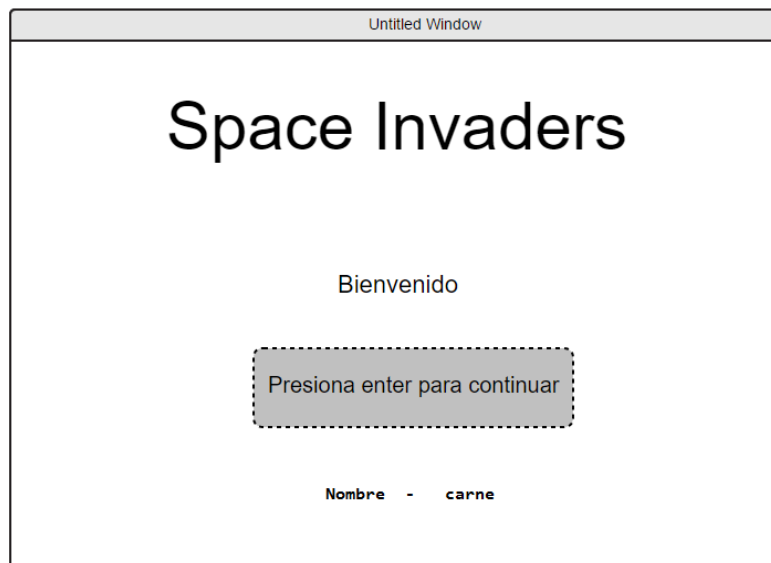 Untitled Window
Space Invaders
Bienvenido
Presiona enter para continuar
Nombre - carne